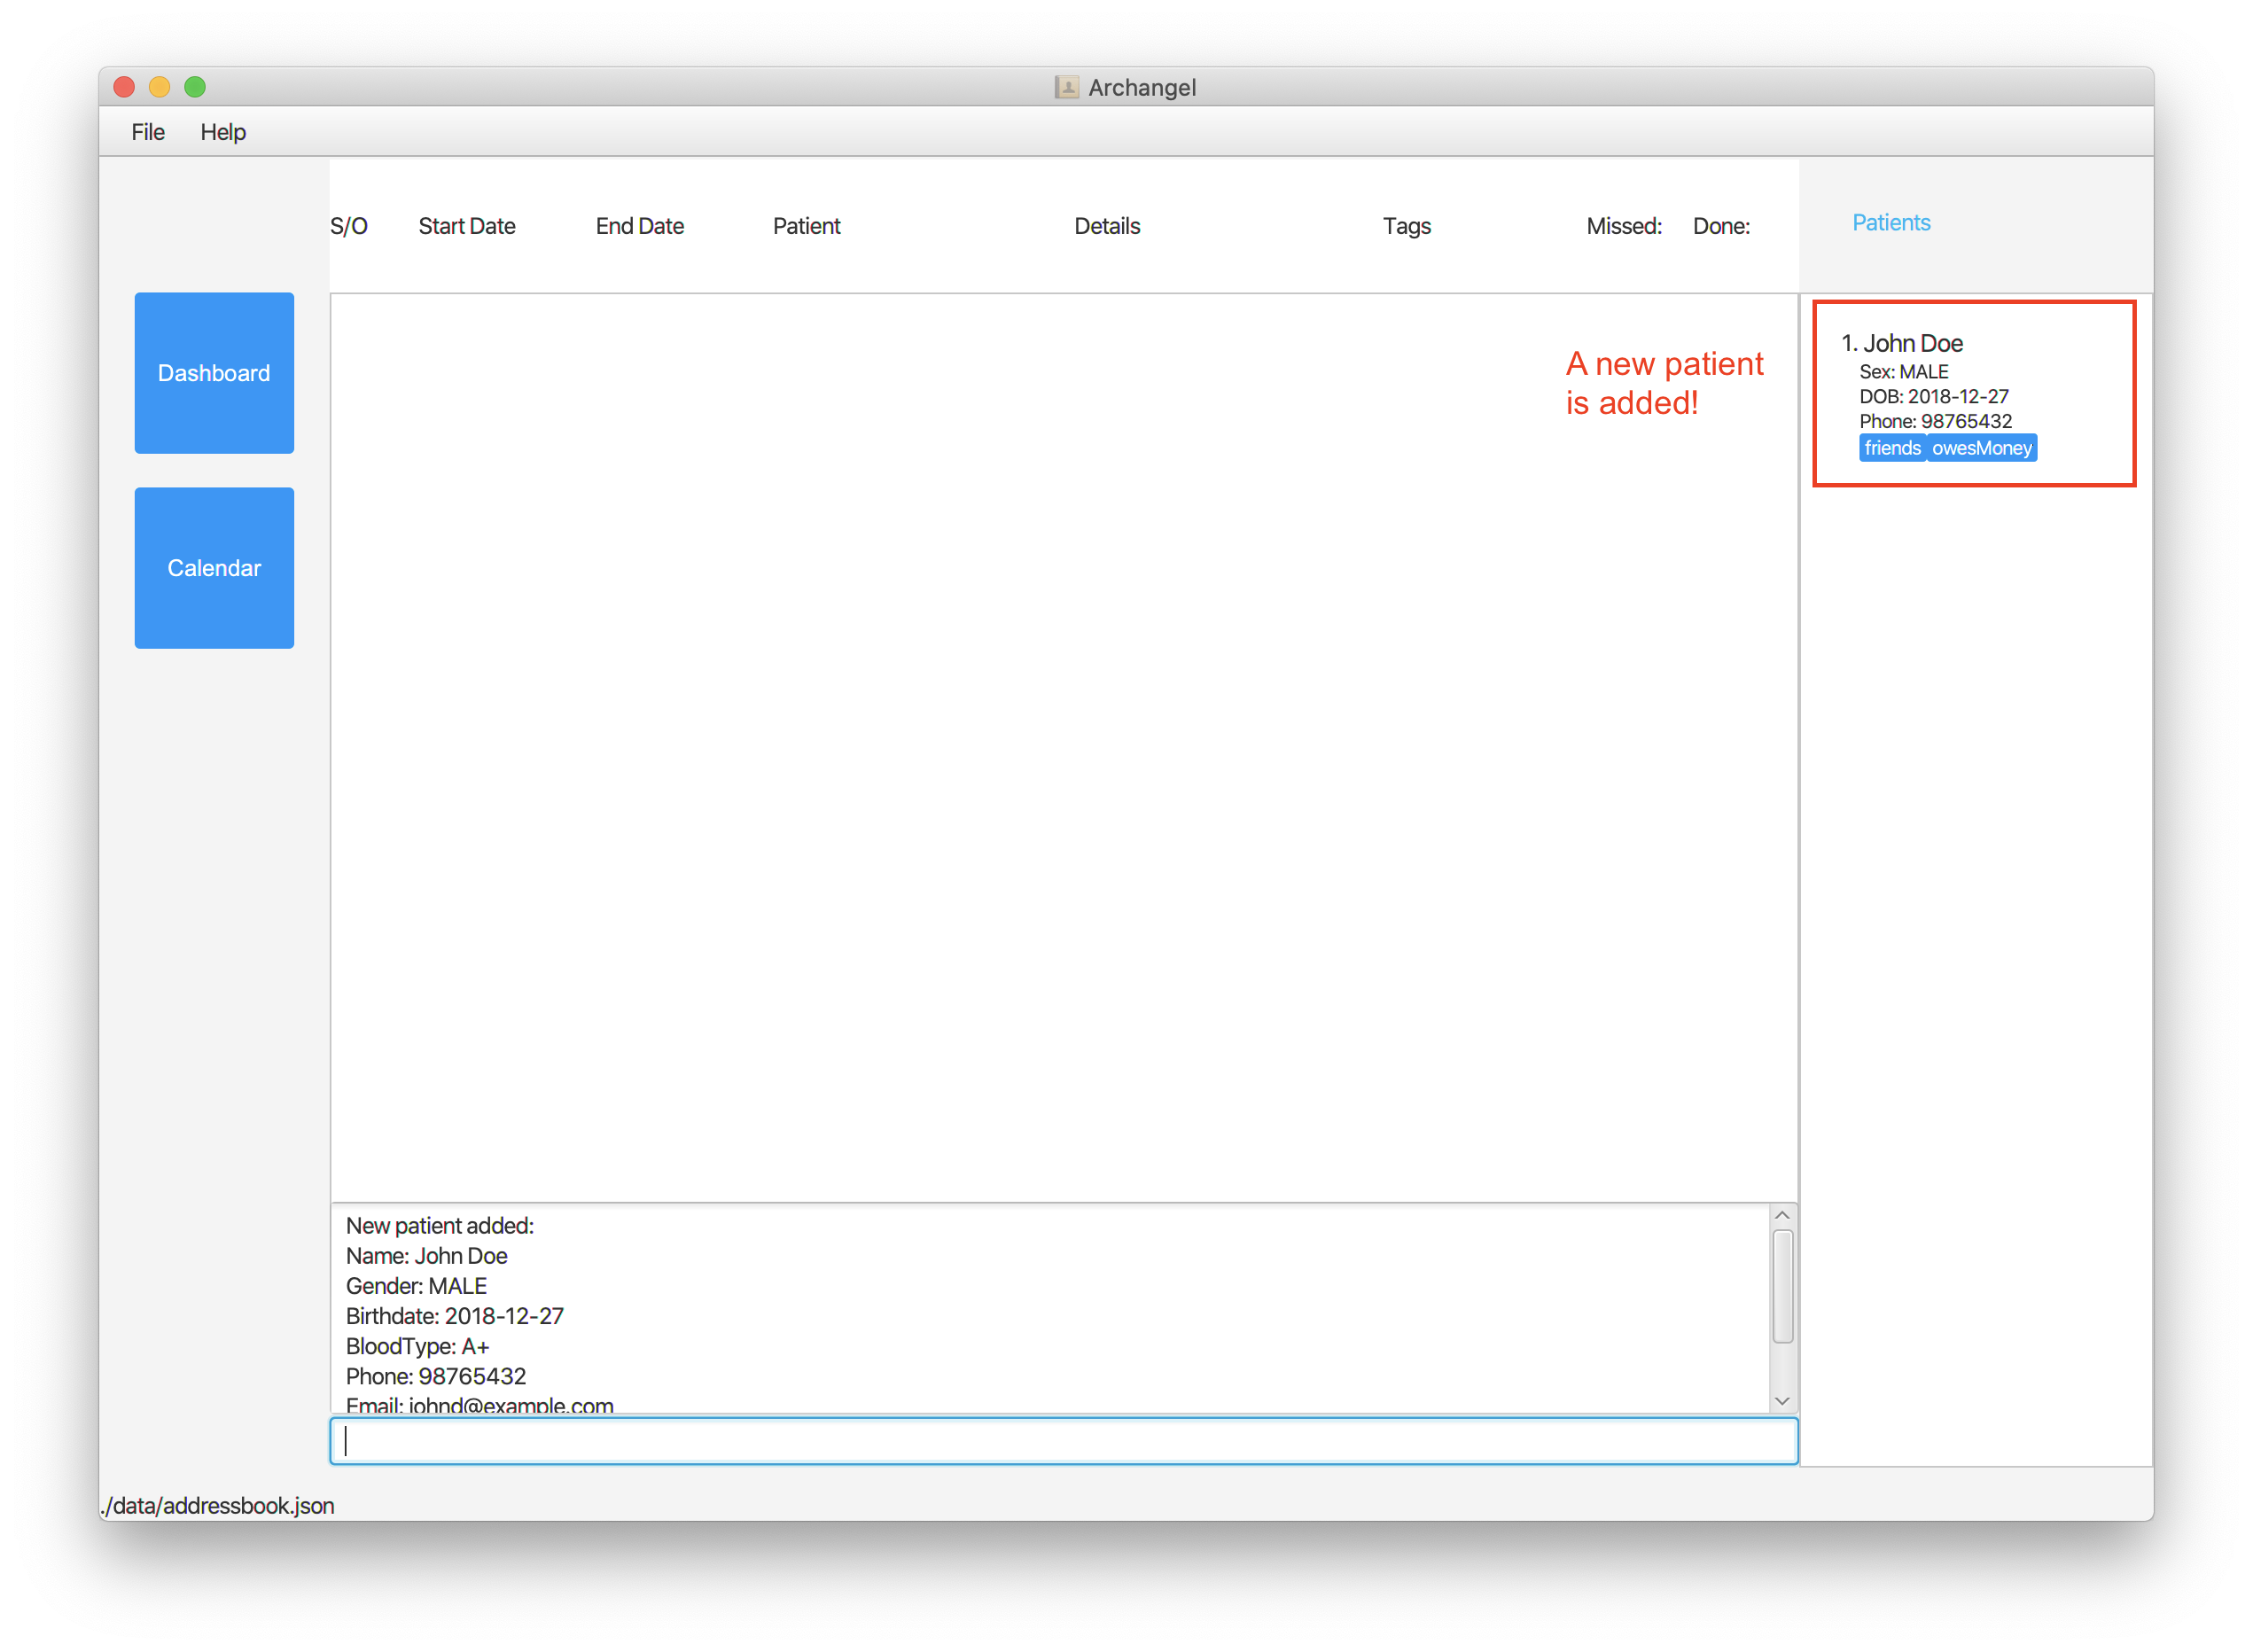 Archangel
File Help
S/O Start Date End Date Patient Details Tags Missed: Done: Patients
Dashboard
Calendar
A new patient
is added!
1. John Doe
Sex: MALE
DOB: 2018-12-27
Phone: 98765432
friends owesMoney
New patient added:
Name: John Doe
Gender: MALE
Birthdate: 2018-12-27
BloodType: A+
Phone: 98765432
Email: johnd@example.com
./data/addressbook.json